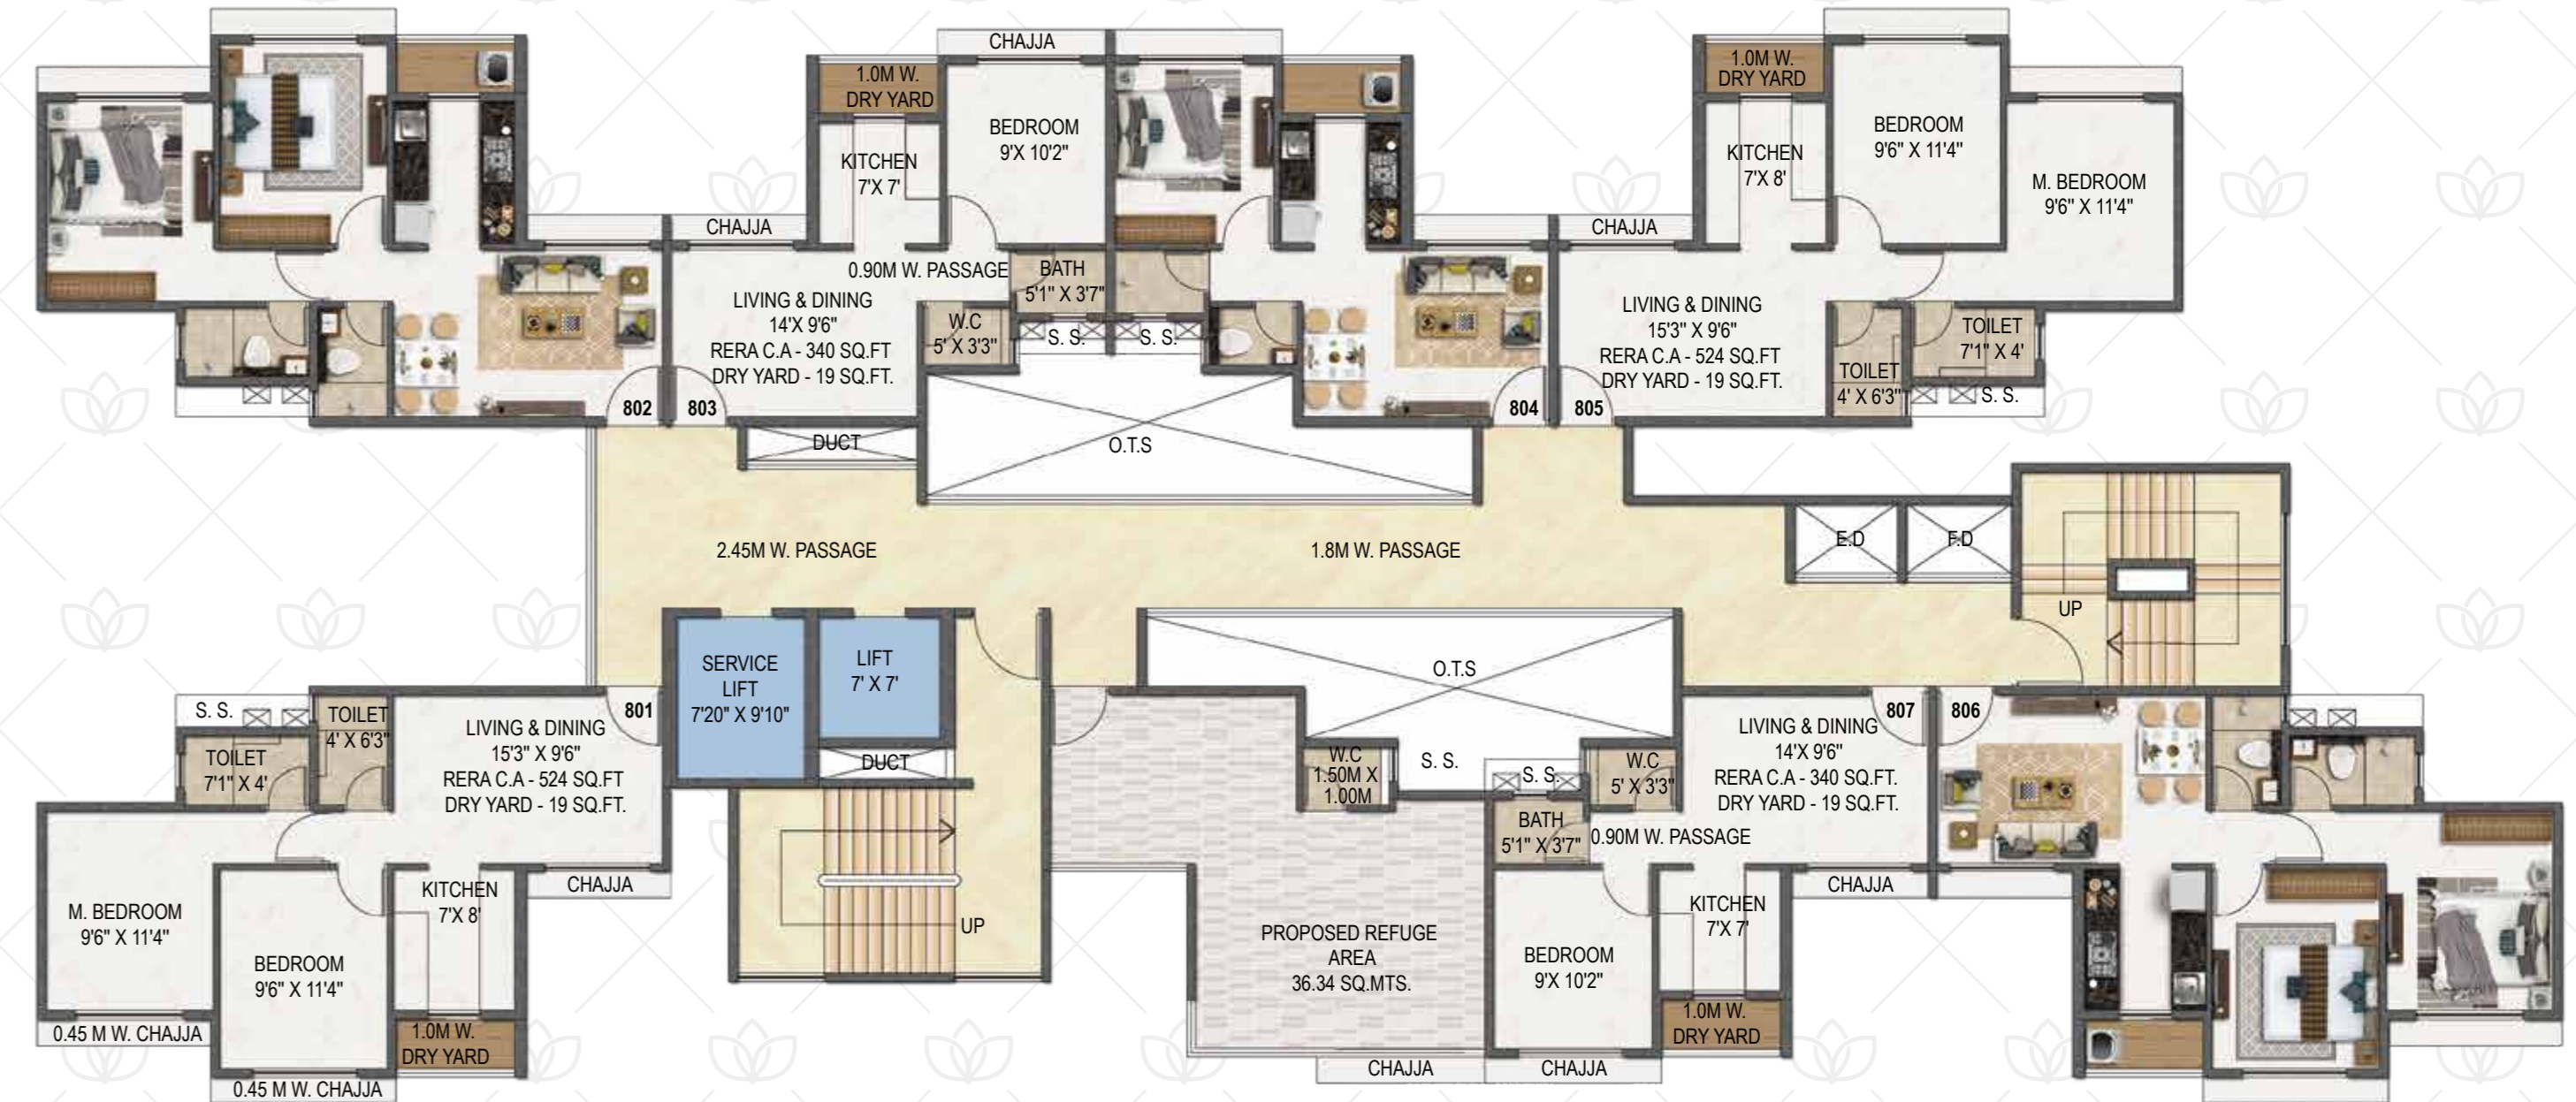 CHAJJA
1.0M W.
DRY YARD
BEDROOM
9'X 10'2"
KITCHEN
7'X 7'
CHAJJA
0.90M W. PASSAGE
BATH
5'1" X 3'7"
LIVING & DINING
14'X 9'6"
RERA C.A - 340 SQ.FT
DRY YARD - 19 SQ.FT.
W.C
5' X 3'3"
S. S.
S. S.
802
803
DUCT
O.T.S
1.0M W.
DRY YARD
BEDROOM
9'6" X 11'4"
KITCHEN
7'X 8'
M. BEDROOM
9'6" X 11'4"
CHAJJA
LIVING & DINING
15'3" X 9'6"
RERA C.A - 524 SQ.FT
DRY YARD - 19 SQ.FT.
TOILET
7'1" X 4'
TOILET
4' X 6'3"
S. S.
804
805
2.45M W. PASSAGE
1.8M W. PASSAGE
E.D
F.D
UP
SERVICE
LIFT
7'20" X 9'10"
LIFT
7' X 7'
DUCT
O.T.S
S. S.
TOILET
4' X 6'3"
TOILET
7'1" X 4'
801
LIVING & DINING
15'3" X 9'6"
RERA C.A - 524 SQ.FT
DRY YARD - 19 SQ.FT.
M. BEDROOM
9'6" X 11'4"
BEDROOM
9'6" X 11'4"
KITCHEN
7'X 8'
CHAJJA
0.45 M W. CHAJJA
1.0M W.
DRY YARD
0.45 M W. CHAJJA
UP
W.C
1.50M X
1.00M
S. S.
S. S.
W.C
5' X 3'3"
BATH
5'1" X 3'7"
0.90M W. PASSAGE
PROPOSED REFUGE
AREA
36.34 SQ.MTS.
807
806
LIVING & DINING
14'X 9'6"
RERA C.A - 340 SQ.FT.
DRY YARD - 19 SQ.FT.
CHAJJA
KITCHEN
7'X 7'
BEDROOM
9'X 10'2"
1.0M W.
DRY YARD
CHAJJA
CHAJJA